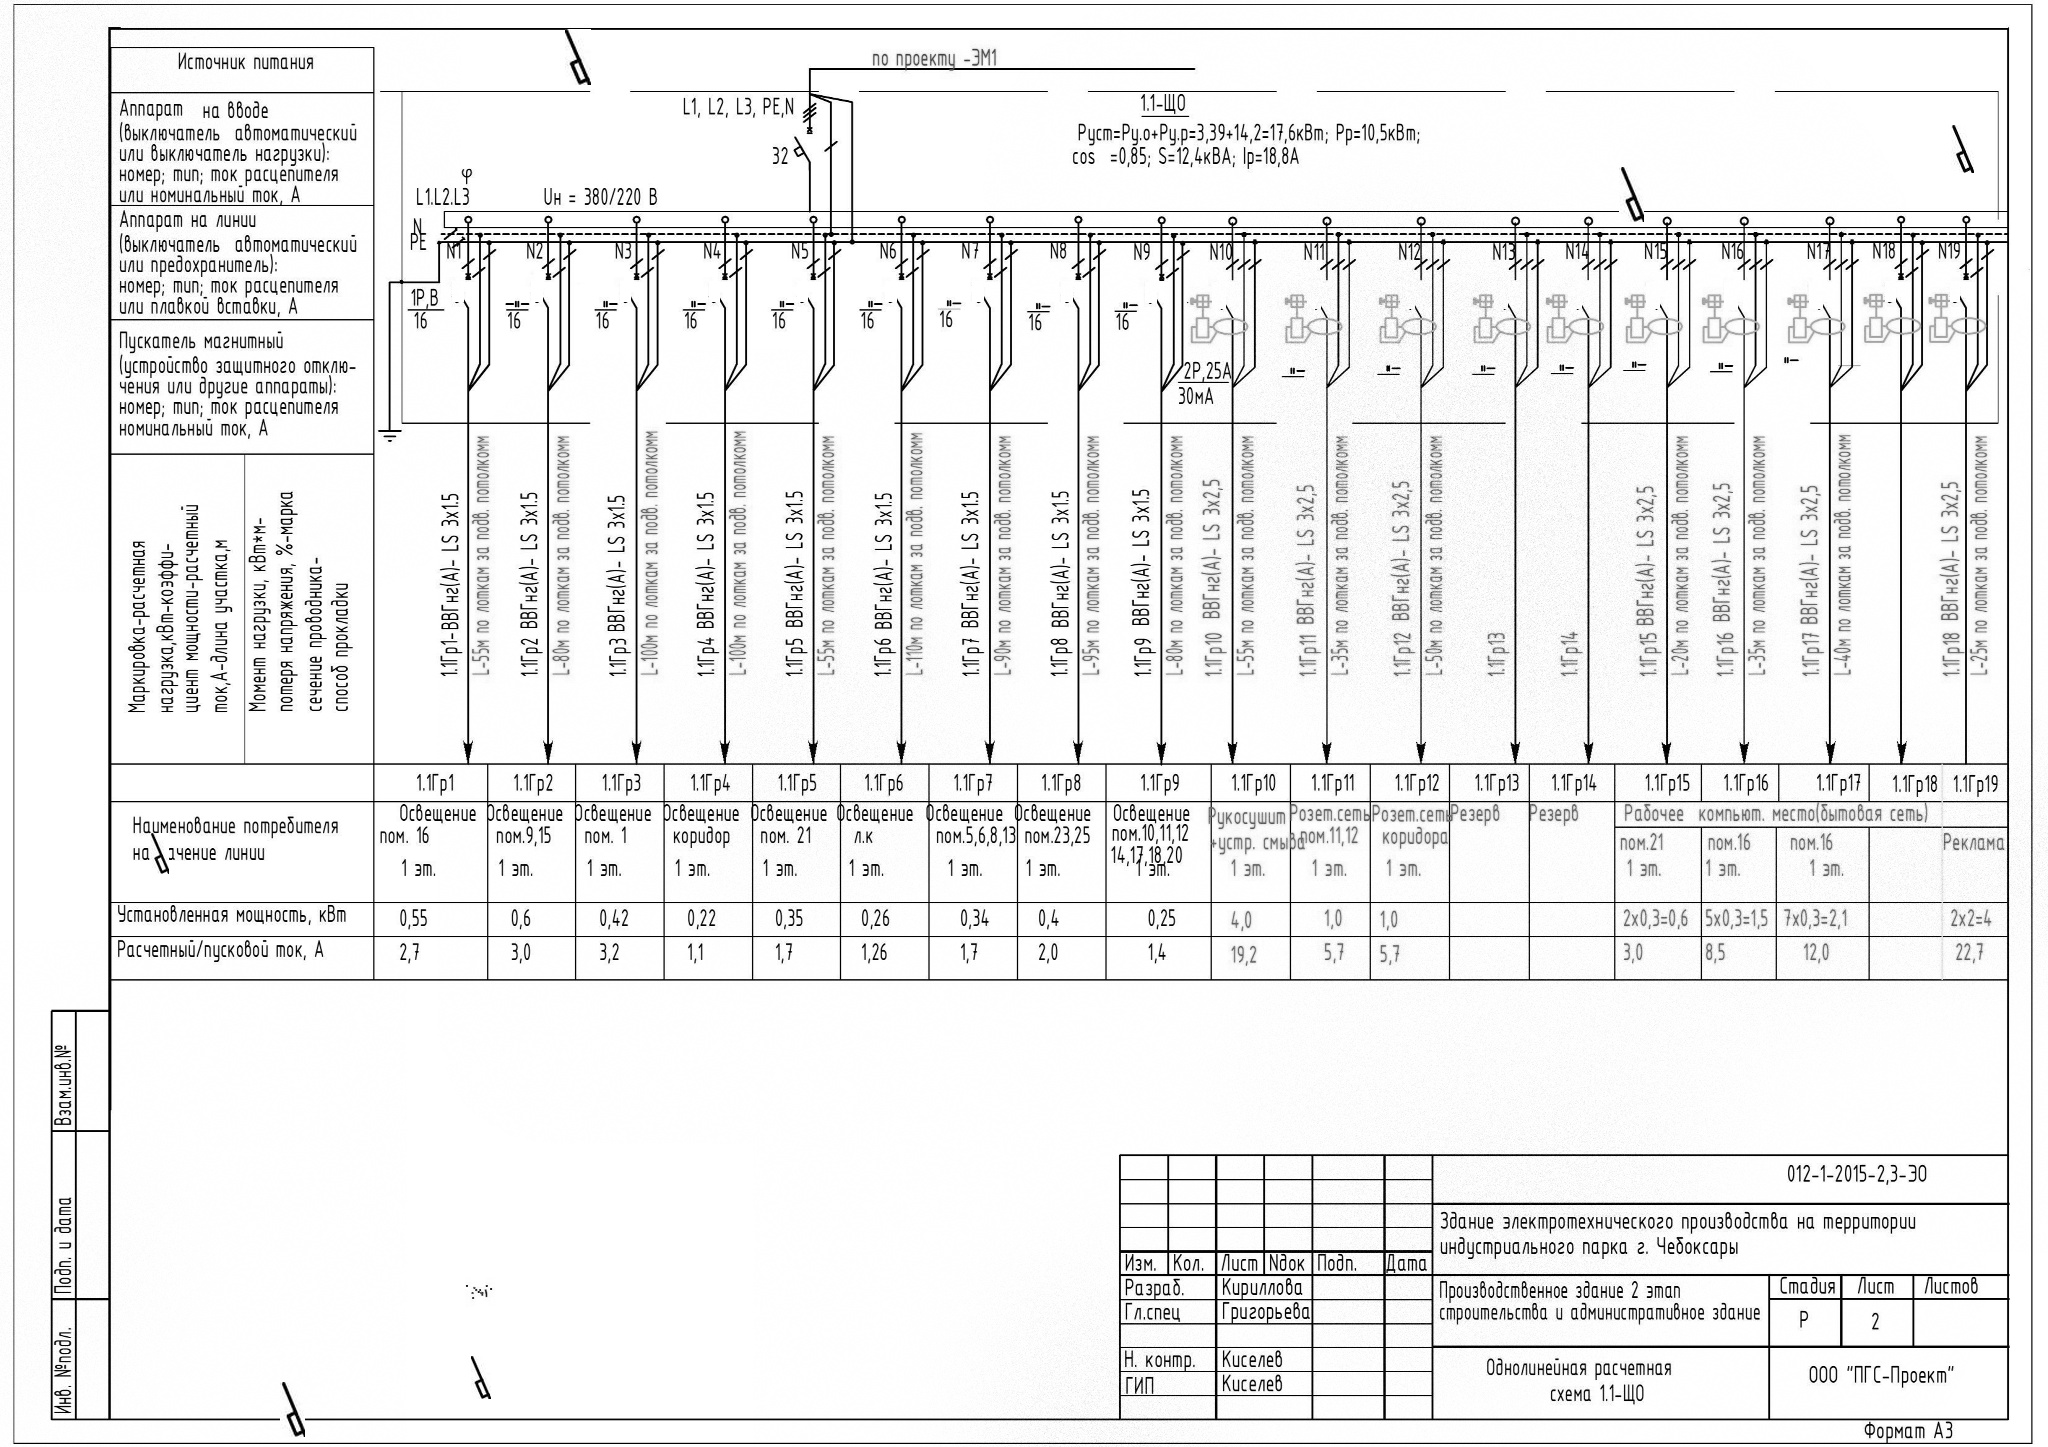 Источник питания
Аппарат на вводе
(выключатель автоматический
или выключатель нагрузки):
номер; тип; ток расцепителя
или номинальный ток, А
Аппарат на линии
(выключатель автоматический
или предохранитель):
номер; тип; ток расцепителя
или плавкой вставки, А
Пускатель магнитный
(устройство защитного отклю-
чения или другие аппараты):
номер; тип; ток расцепителя
номинальный ток, А
Маркировка-расчетная
нагрузка,кВт-коэффи-
циент мощности-расчетный
ток,А-длина участка,м
Момент нагрузки, кВт*м-
потеря напряжения, %-марка
сечение проводника-
способ прокладки
по проекту -ЭМ1
L1, L2, L3, PE,N
32
1.1-ЩО
Руст=Ру.о+Ру.р=3,39+14,2=17,6кВт; Рр=10,5кВт;
cos =0,85; S=12,4кВА; Iр=18,8А
φ
L1.L2.L3
Uн = 380/220 В
N
PE
N1 N2 N3 N4 N5 N6 N7 N8 N9 N10 N11 N12 N13 N14 N15 N16 N17 N18 N19
1Р,В
16 16 16 16 16 16 16 16 16
2Р,25А
30мА
1.1Гр1-ВВГнг(А)- LS 3х1.5
L-55м по лоткам за подв. потолкомм
1.1Гр2 ВВГнг(А)- LS 3х1.5
L-80м по лоткам за подв. потолкомм
1.1Гр3 ВВГнг(А)- LS 3х1.5
L-100м по лоткам за подв. потолкомм
1.1Гр4 ВВГнг(А)- LS 3х1.5
L-100м по лоткам за подв. потолкомм
1.1Гр5 ВВГнг(А)- LS 3х1.5
L-55м по лоткам за подв. потолкомм
1.1Гр6 ВВГнг(А)- LS 3х1.5
L-110м по лоткам за подв. потолкомм
1.1Гр7 ВВГнг(А)- LS 3х1.5
L-90м по лоткам за подв. потолкомм
1.1Гр8 ВВГнг(А)- LS 3х1.5
L-95м по лоткам за подв. потолкомм
1.1Гр9 ВВГнг(А)- LS 3х1.5
L-80м по лоткам за подв. потолкомм
1.1Гр10 ВВГнг(А)- LS 3х2,5
L-55м по лоткам за подв. потолкомм
1.1Гр11 ВВГнг(А)- LS 3х2,5
L-35м по лоткам за подв. потолкомм
1.1Гр12 ВВГнг(А)- LS 3х2,5
L-50м по лоткам за подв. потолкомм
1.1Гр13
1.1Гр14
1.1Гр15 ВВГнг(А)- LS 3х2,5
L-20м по лоткам за подв. потолкомм
1.1Гр16 ВВГнг(А)- LS 3х2,5
L-35м по лоткам за подв. потолкомм
1.1Гр17 ВВГнг(А)- LS 3х2,5
L-40м по лоткам за подв. потолкомм
1.1Гр18 ВВГнг(А)- LS 3х2,5
L-25м по лоткам за подв. потолкомм
1.1Гр1 1.1Гр2 1.1Гр3 1.1Гр4 1.1Гр5 1.1Гр6 1.1Гр7 1.1Гр8 1.1Гр9 1.1Гр10 1.1Гр11 1.1Гр12 1.1Гр13 1.1Гр14 1.1Гр15 1.1Гр16 1.1Гр17 1.1Гр18 1.1Гр19
Наименование потребителя
на ачение линии
Освещение
пом. 16
1 эт.
Освещение
пом.9,15
1 эт.
Освещение
пом. 1
1 эт.
Освещение
коридор
1 эт.
Освещение
пом. 21
1 эт.
Освещение
л.к
1 эт.
Освещение
пом.5,6,8,13
1 эт.
Освещение
пом.23,25
1 эт.
Освещение
пом.10,11,12
14,17,18,20
1 эт.
Рукосушит
+устр. смыва
1 эт.
Розет.сеть
пом.11,12
1 эт.
Розет.сеть
коридора
1 эт.
Резерв
Резерв
Рабочее компьют. место(бытовая сеть)
пом.21
1 эт.
пом.16
1 эт.
пом.16
1 эт.
Реклама
Установленная мощность, кВт
0,55 0,6 0,42 0,22 0,35 0,26 0,34 0,4 0,25 4,0 1,0 1,0 2х0,3=0,6 5х0,3=1,5 7х0,3=2,1 2х2=4
Расчетный/пусковой ток, А
2,7 3,0 3,2 1,1 1,7 1,26 1,7 2,0 1,4 19,2 5,7 5,7 3,0 8,5 12,0 22,7
Взам.инв.№
Подп. и дата
Инв. №подл.
012-1-2015-2,3-ЭО
Здание электротехнического производства на территории
индустриального парка г. Чебоксары
Изм. Кол. Лист Nдок Подп. Дата
Разраб. Кириллова
Гл.спец Григорьева
Н. контр. Киселев
ГИП Киселев
Производственное здание 2 этап
строительства и административное здание
Стадия Лист Листов
Р 2
Однолинейная расчетная
схема 1.1-ЩО
ООО "ПГС-Проект"
Формат А3